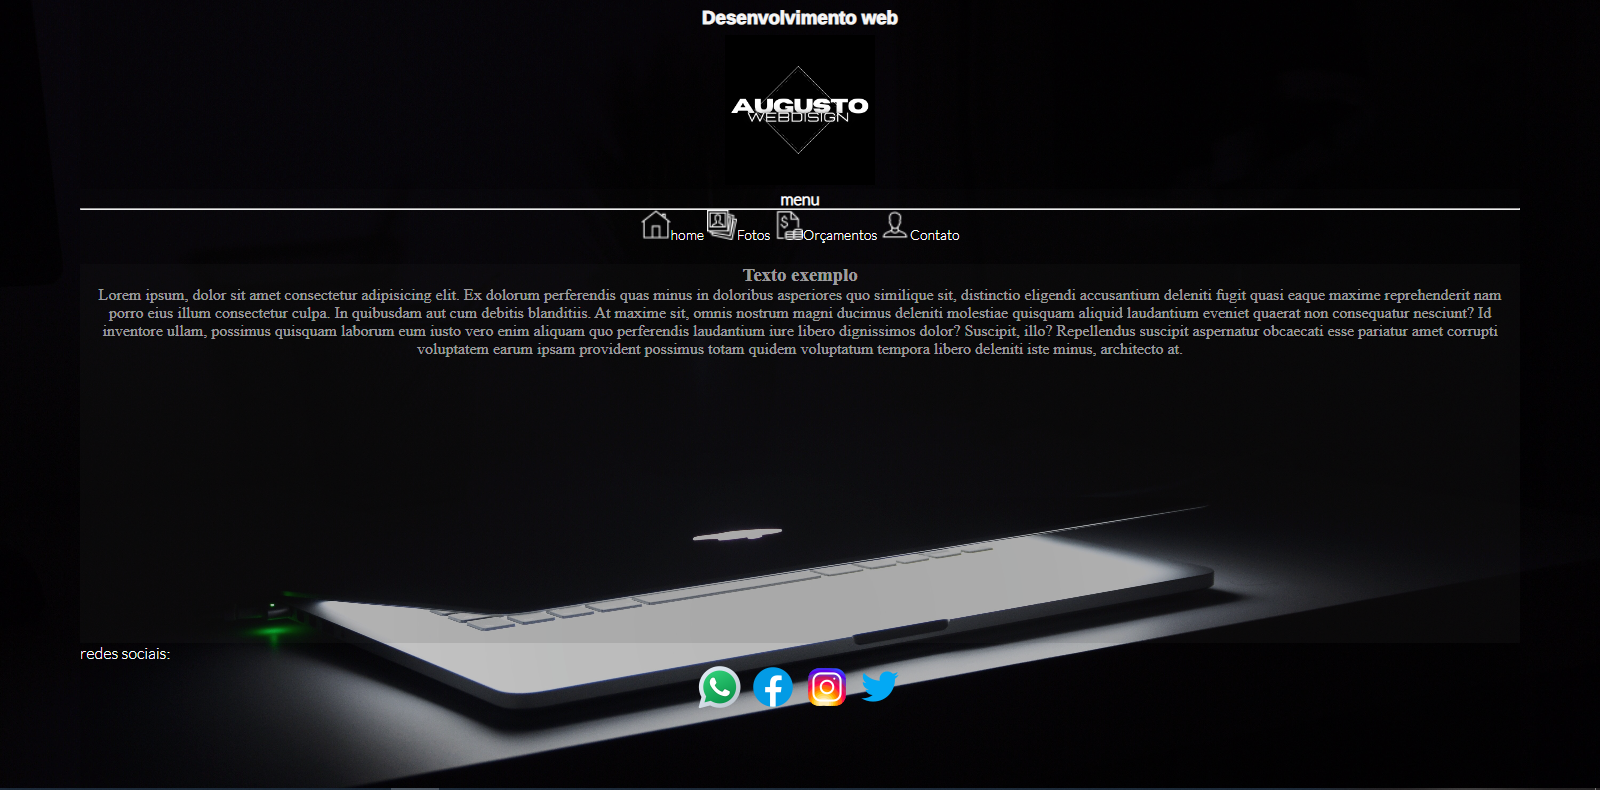 Desenvolvimento web
AUGUSTO
WEBDISIGN
menu
home Fotos Orçamentos Contato
Texto exemplo
Lorem ipsum, dolor sit amet consectetur adipisicing elit. Ex dolorum perferendis quas minus in doloribus asperiores quo similique sit, distinctio eligendi accusantium deleniti fugit quasi eaque maxime reprehenderit nam
porro eius illum consectetur culpa. In quibusdam aut cum debitis blanditiis. At maxime sit, omnis nostrum magni ducimus deleniti molestiae quisquam aliquid laudantium eveniet quaerat non consequatur nesciunt? Id
inventore ullam, possimus quisquam laborum eum iusto vero enim aliquam quo perferendis laudantium iure libero dignissimos dolor? Suscipit, illo? Repellendus suscipit aspernatur obcaecati esse pariatur amet corrupti
voluptatem earum ipsam provident possimus totam quidem voluptatum tempora libero deleniti iste minus, architecto at.
redes sociais: